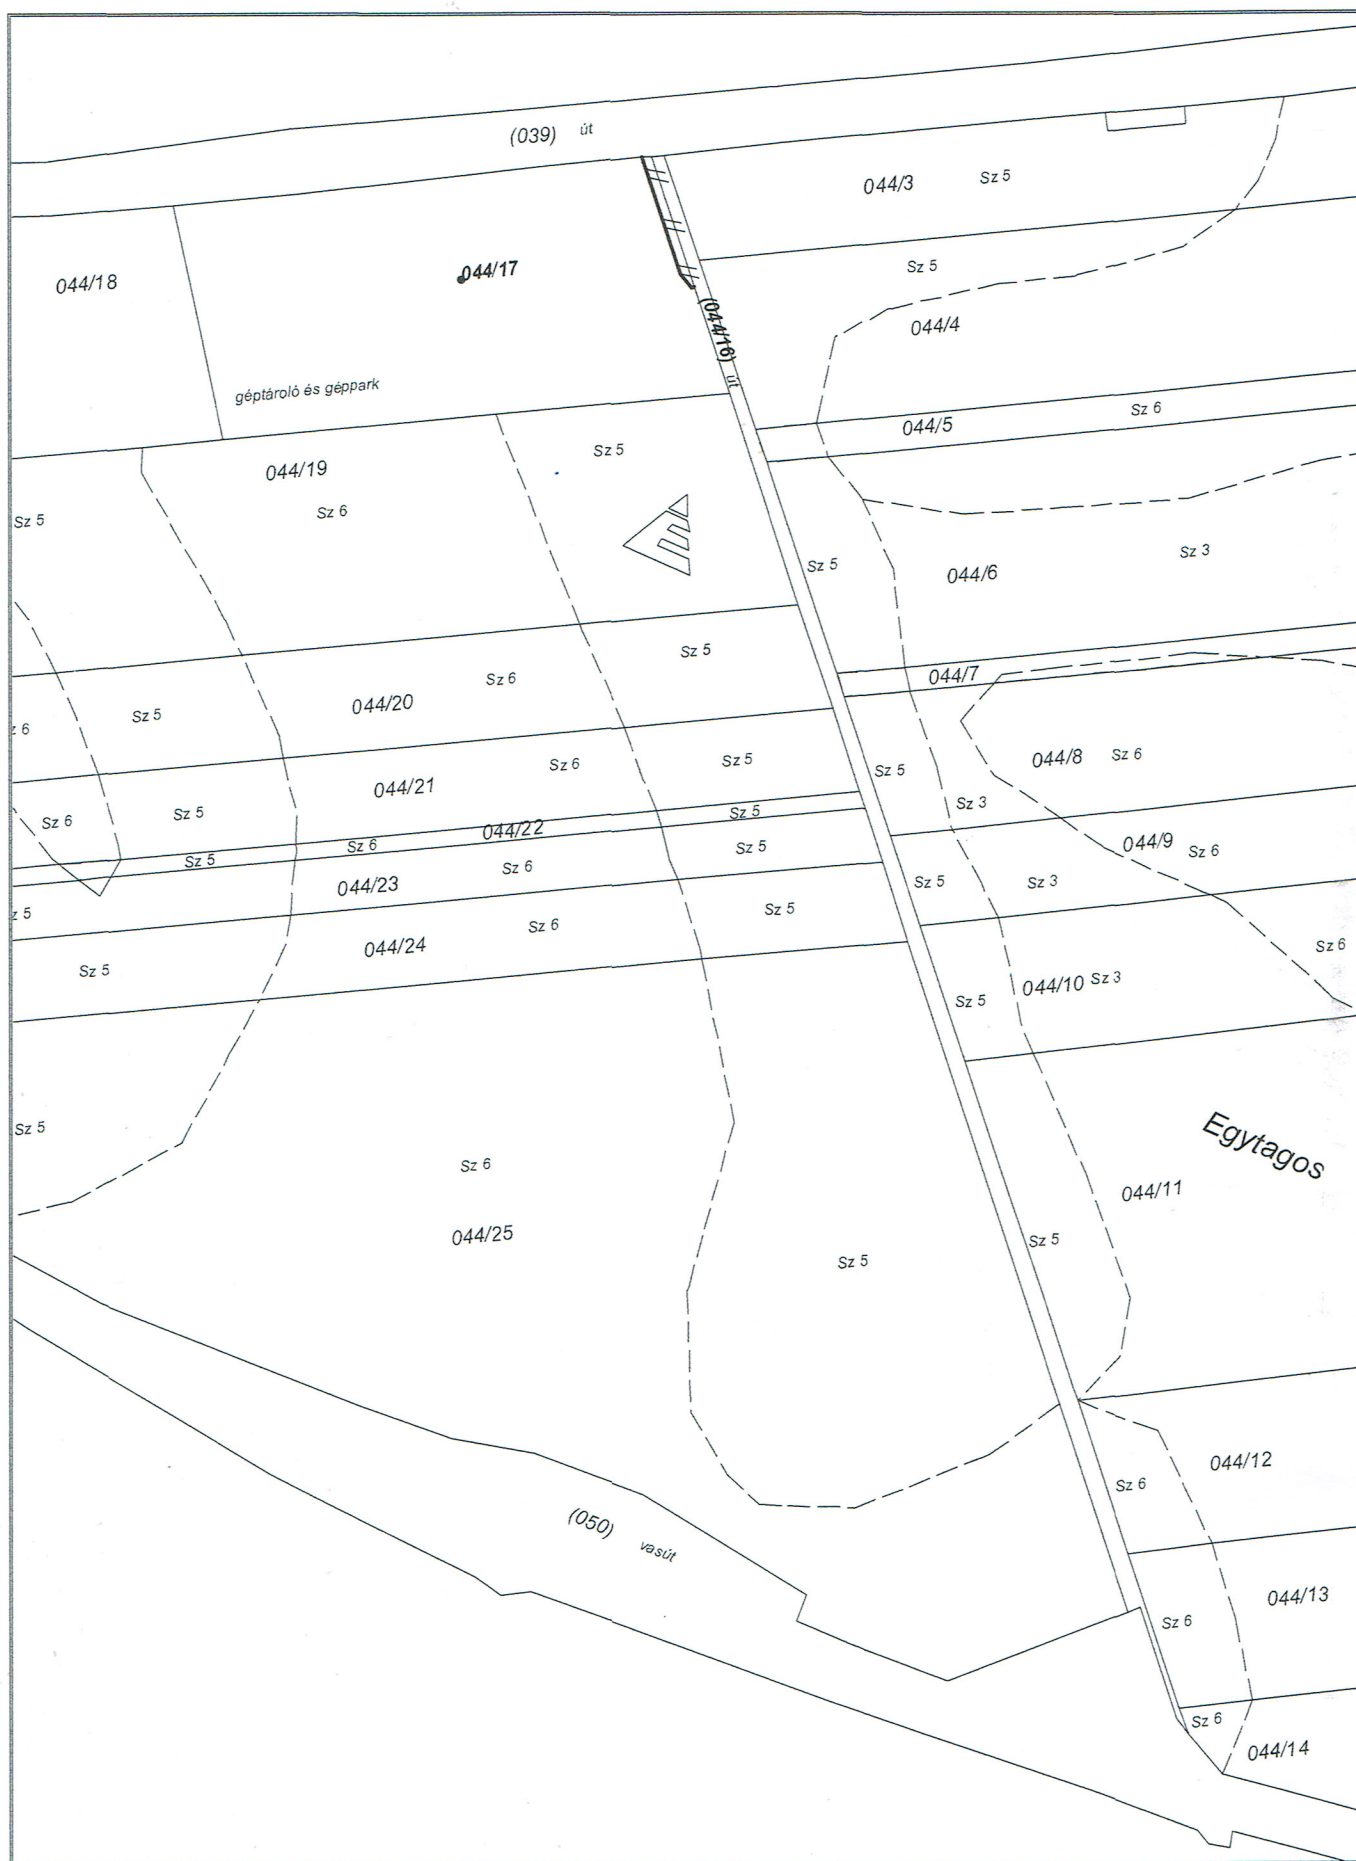 (039) út
044/3 Sz 5
044/18
044/17
Sz 5
044/4
(044/16) út
géptároló és géppark
Sz 6
044/5
Sz 5
044/19
Sz 6
Sz 5
Sz 3
Sz 5
044/6
Sz 5
Sz 6
044/7
044/20
Sz 5
044/8 Sz 6
Sz 5
Sz 6
Sz 5
044/21
Sz 3
Sz 6
Sz 5
Sz 5
044/22
044/9 Sz 6
Sz 6
Sz 5
Sz 5
Sz 6
044/23
Sz 5
Sz 3
Sz 5
Sz 6
044/24
Sz 6
Sz 5
044/10 Sz 3
Sz 5
Sz 5
Egytagos
Sz 6
044/11
044/25
Sz 5
Sz 5
044/12
Sz 6
(050) vasút
044/13
Sz 6
Sz 6
044/14